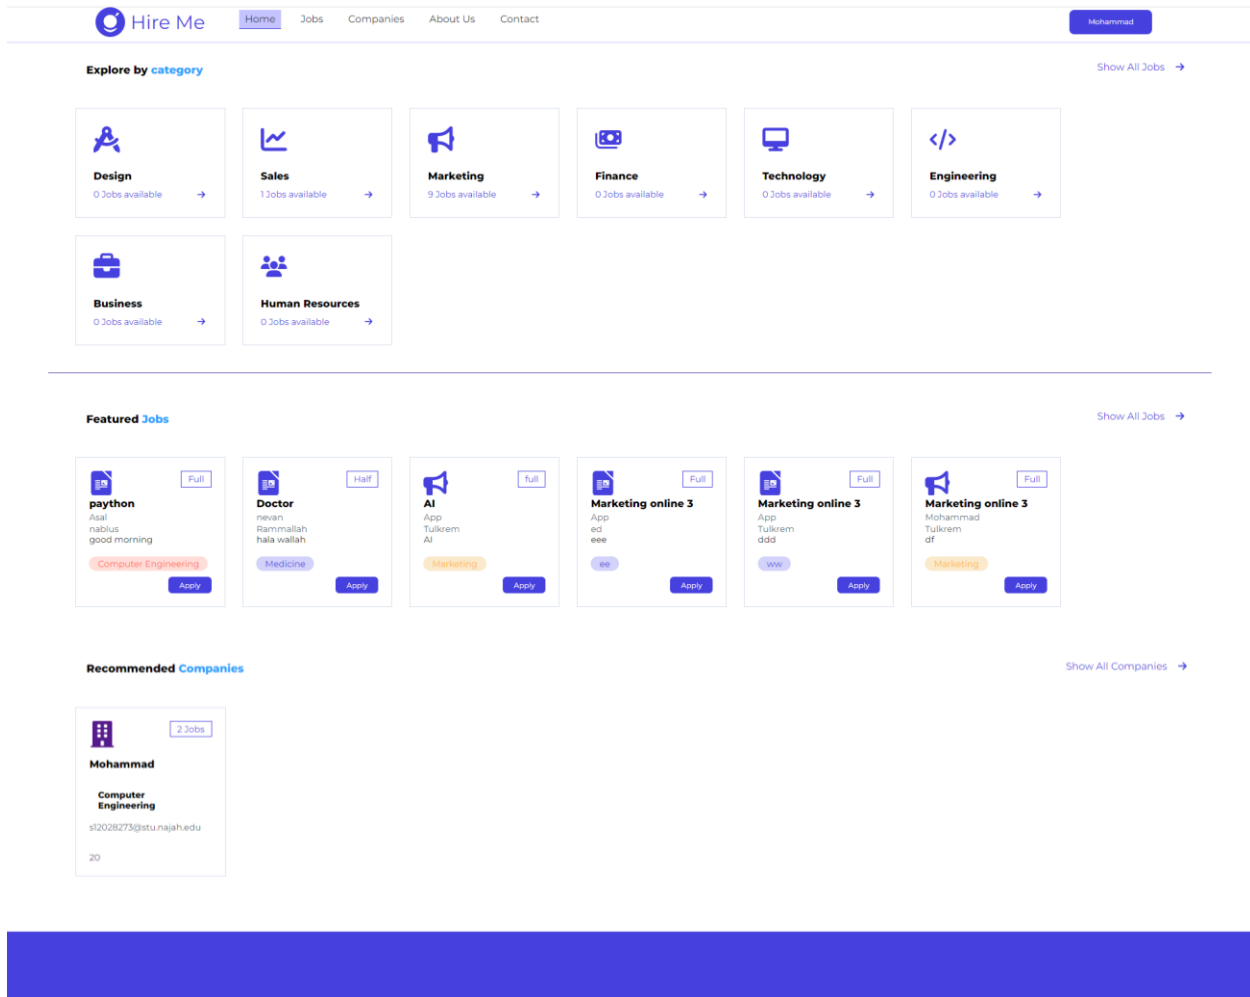 Hire Me
Home Jobs Companies About Us Contact
Mohammad
Explore by category
Show All Jobs →
Design
0 Jobs available →
Sales
1 Jobs available →
Marketing
9 Jobs available →
Finance
0 Jobs available →
Technology
0 Jobs available →
Engineering
0 Jobs available →
Business
0 Jobs available →
Human Resources
0 Jobs available →
Featured Jobs
Show All Jobs →
Full
paython
Asal
nablus
good morning
Computer Engineering
Apply
Half
Doctor
nevan
Rammallah
hala wallah
Medicine
Apply
full
AI
App
Tulkrem
AI
Marketing
Apply
Full
Marketing online 3
App
ed
eee
ee
Apply
Full
Marketing online 3
App
Tulkrem
ddd
ww
Apply
Full
Marketing online 3
Mohammad
Tulkrem
df
Marketing
Apply
Recommended Companies
Show All Companies →
2 Jobs
Mohammad
Computer
Engineering
s12028273@stu.najah.edu
20